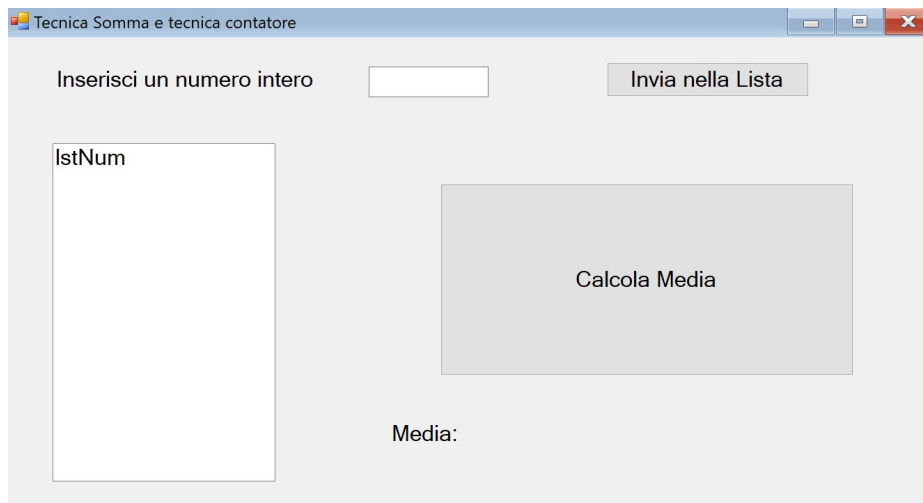 Tecnica Somma e tecnica contatore
Inserisci un numero intero
Invia nella Lista
lstNum
Calcola Media
Media: